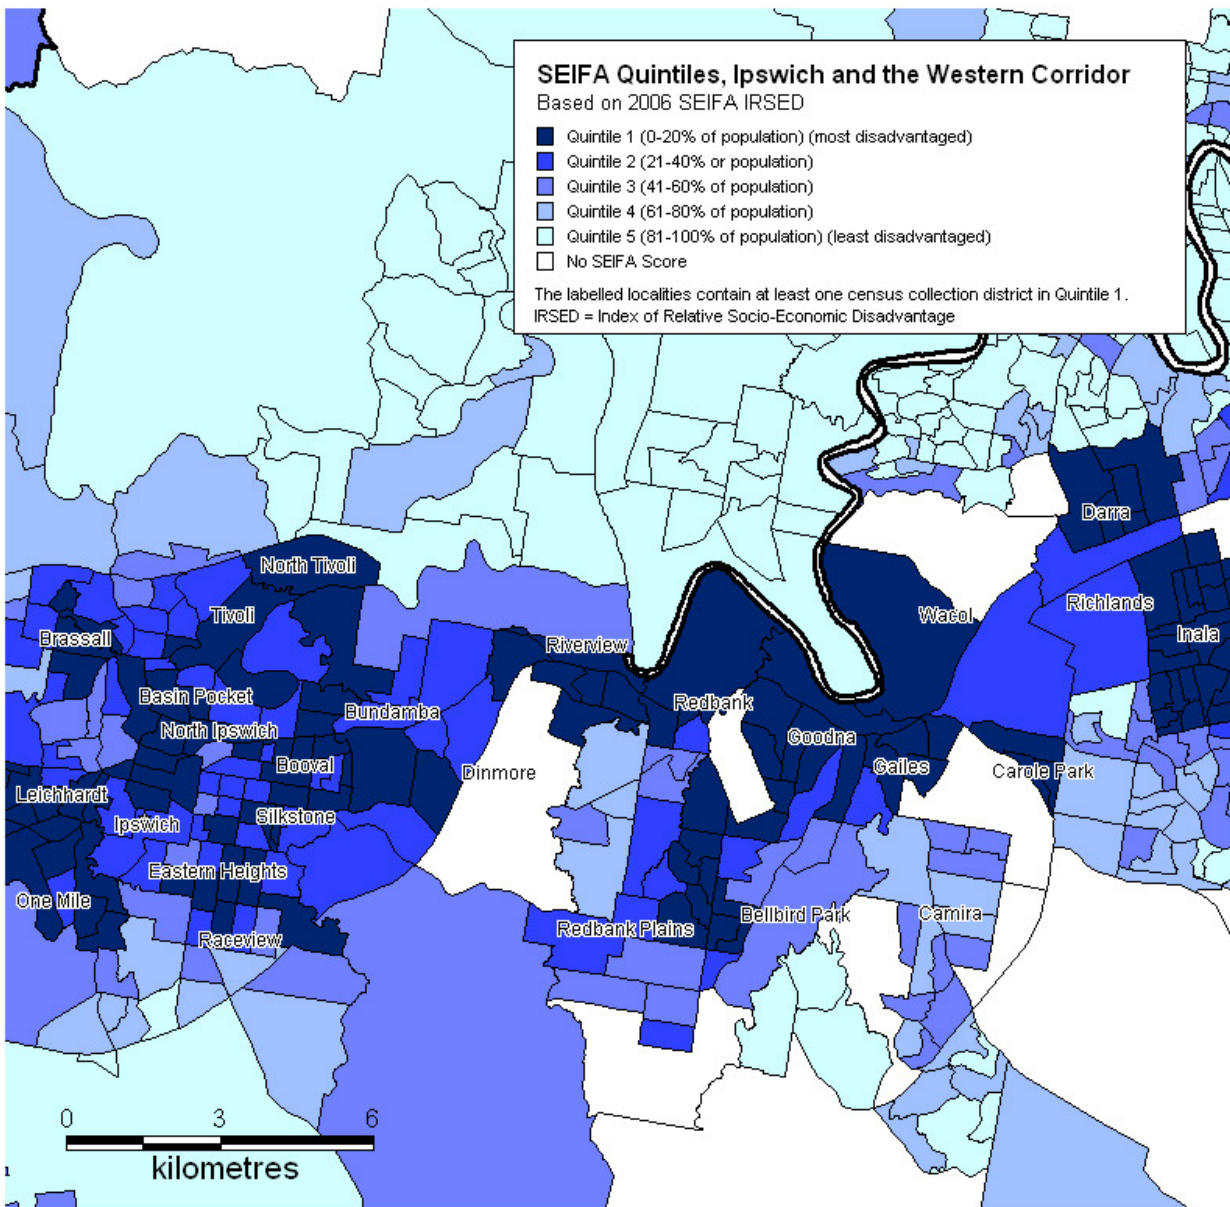 SEIFA Quintiles, Ipswich and the Western Corridor
Based on 2006 SEIFA IRSED
Quintile 1 (0-20% of population) (most disadvantaged)
Quintile 2 (21-40% or population)
Quintile 3 (41-60% of population)
Quintile 4 (61-80% of population)
Quintile 5 (81-100% of population) (least disadvantaged)
No SEIFA Score
The labelled localities contain at least one census collection district in Quintile 1.
IRSED = Index of Relative Socio-Economic Disadvantage
Darra
North Tivoli
Tivoli
Wacol
Richlands
Brassall
Riverview
Inala
Basin Pocket
Redbank
Bundamba
North Ipswich
Goodna
Booval
Dinmore
Gailes
Carole Park
Leichhardt
Ipswich
Silkstone
Eastern Heights
One Mile
Redbank Plains
Bellbird Park
Camira
Raceview
0 3 6
kilometres
1